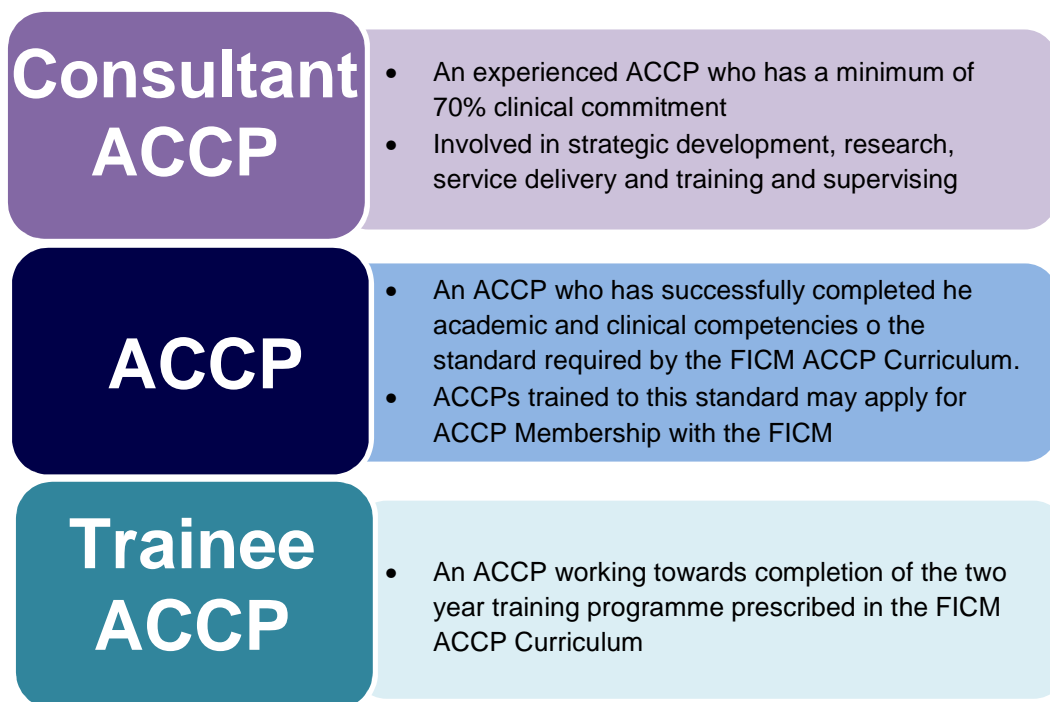 Consultant
ACCP
• An experienced ACCP who has a minimum of
70% clinical commitment
• Involved in strategic development, research,
service delivery and training and supervising
ACCP
• An ACCP who has successfully completed he
academic and clinical competencies o the
standard required by the FICM ACCP Curriculum.
• ACCPs trained to this standard may apply for
ACCP Membership with the FICM
Trainee
ACCP
• An ACCP working towards completion of the two
year training programme prescribed in the FICM
ACCP Curriculum